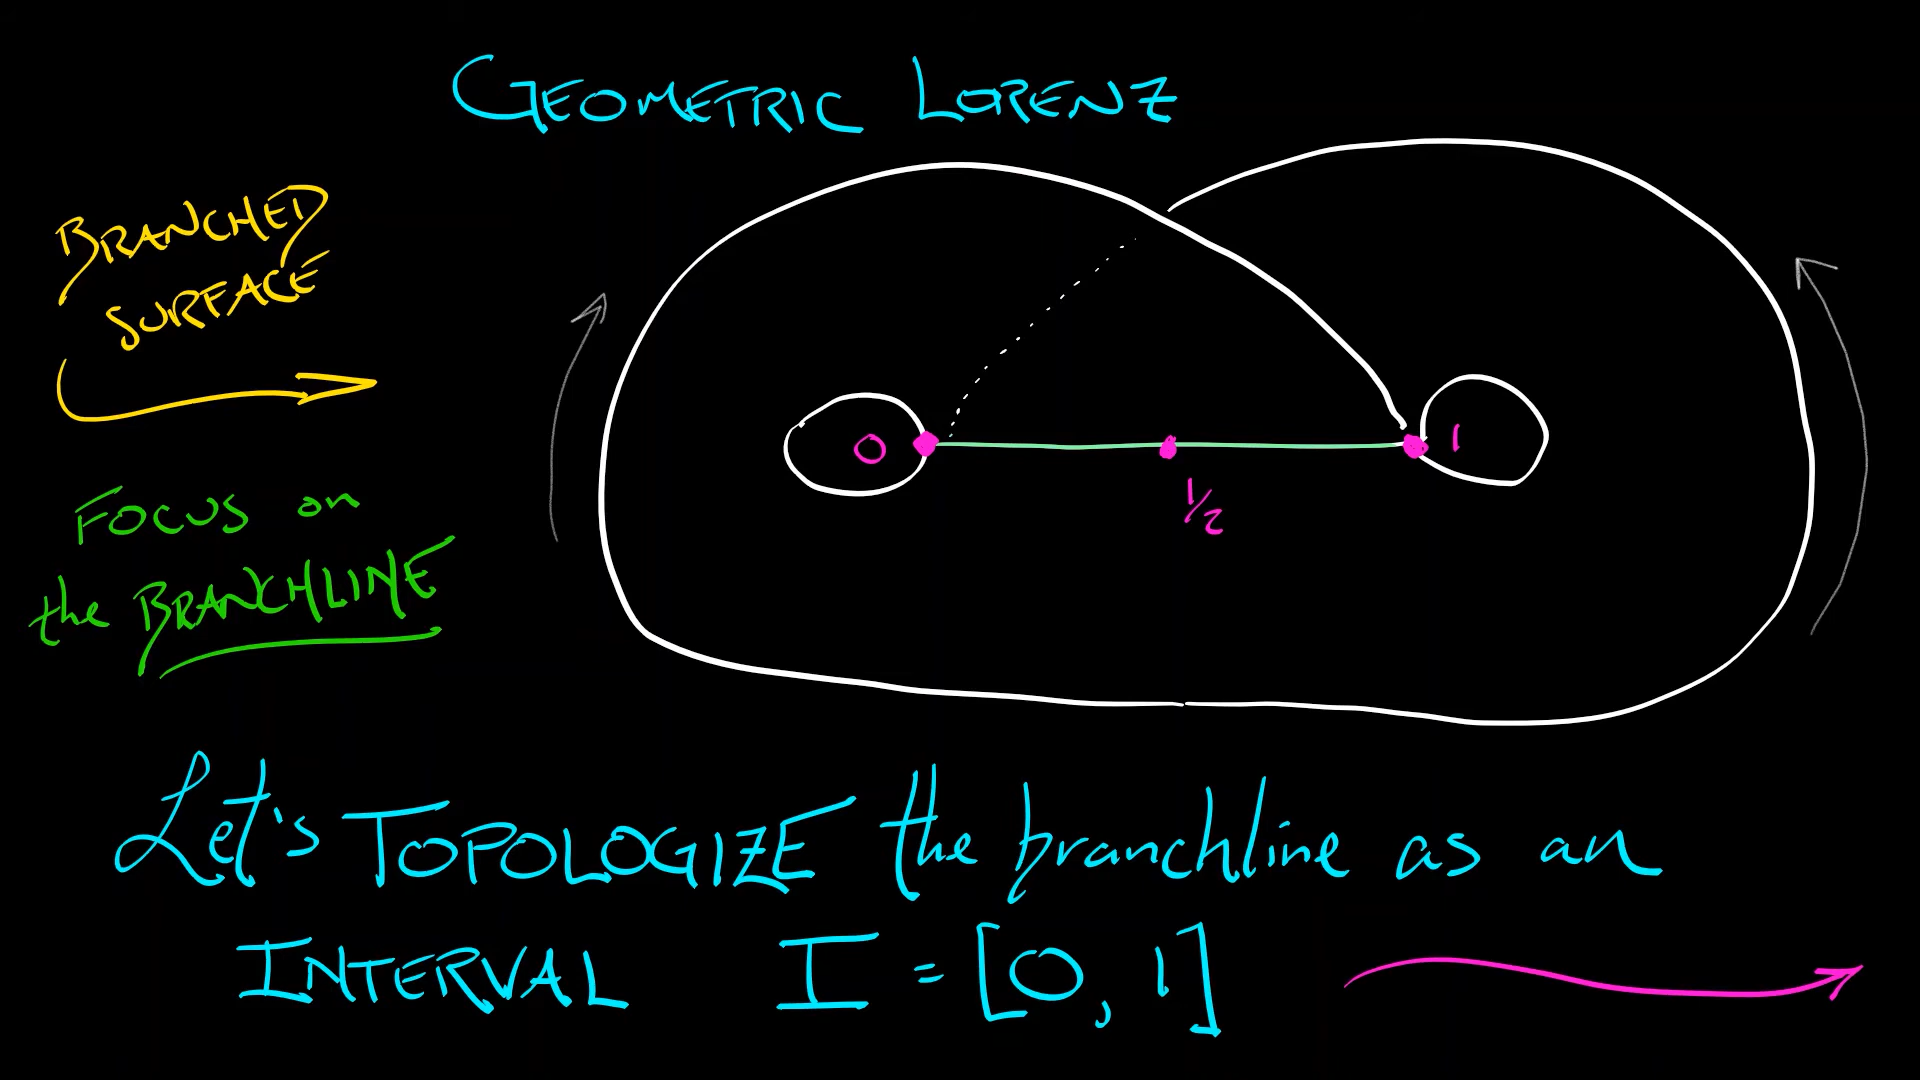 GEOMETRIC LORENZ
BRANCHED
SURFACE
FOCUS on
the BRANCHLINE
0
1
1/2
Let's TOPOLOGIZE the branchline as an
INTERVAL I = [0, 1]